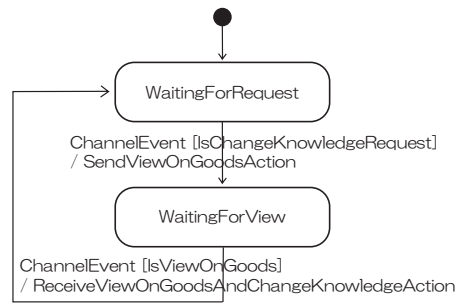 WaitingForRequest
ChannelEvent [IsChangeKnowledgeRequest]
/ SendViewOnGoodsAction
WaitingForView
ChannelEvent [IsViewOnGoods]
/ ReceiveViewOnGoodsAndChangeKnowledgeAction